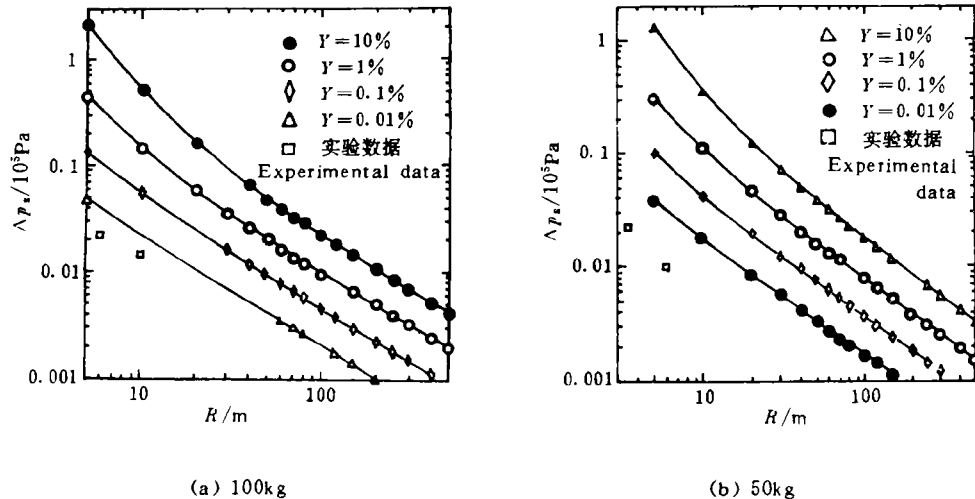 1
0.1
0.01
0.001
10
100
Δp_s/10^5Pa
R/m
Y=10%
Y=1%
Y=0.1%
Y=0.01%
实验数据
Experimental data
(a) 100kg
1
0.1
0.01
0.001
10
100
Δp_s/10^5Pa
R/m
Y=10%
Y=1%
Y=0.1%
Y=0.01%
实验数据
Experimental
data
(b) 50kg